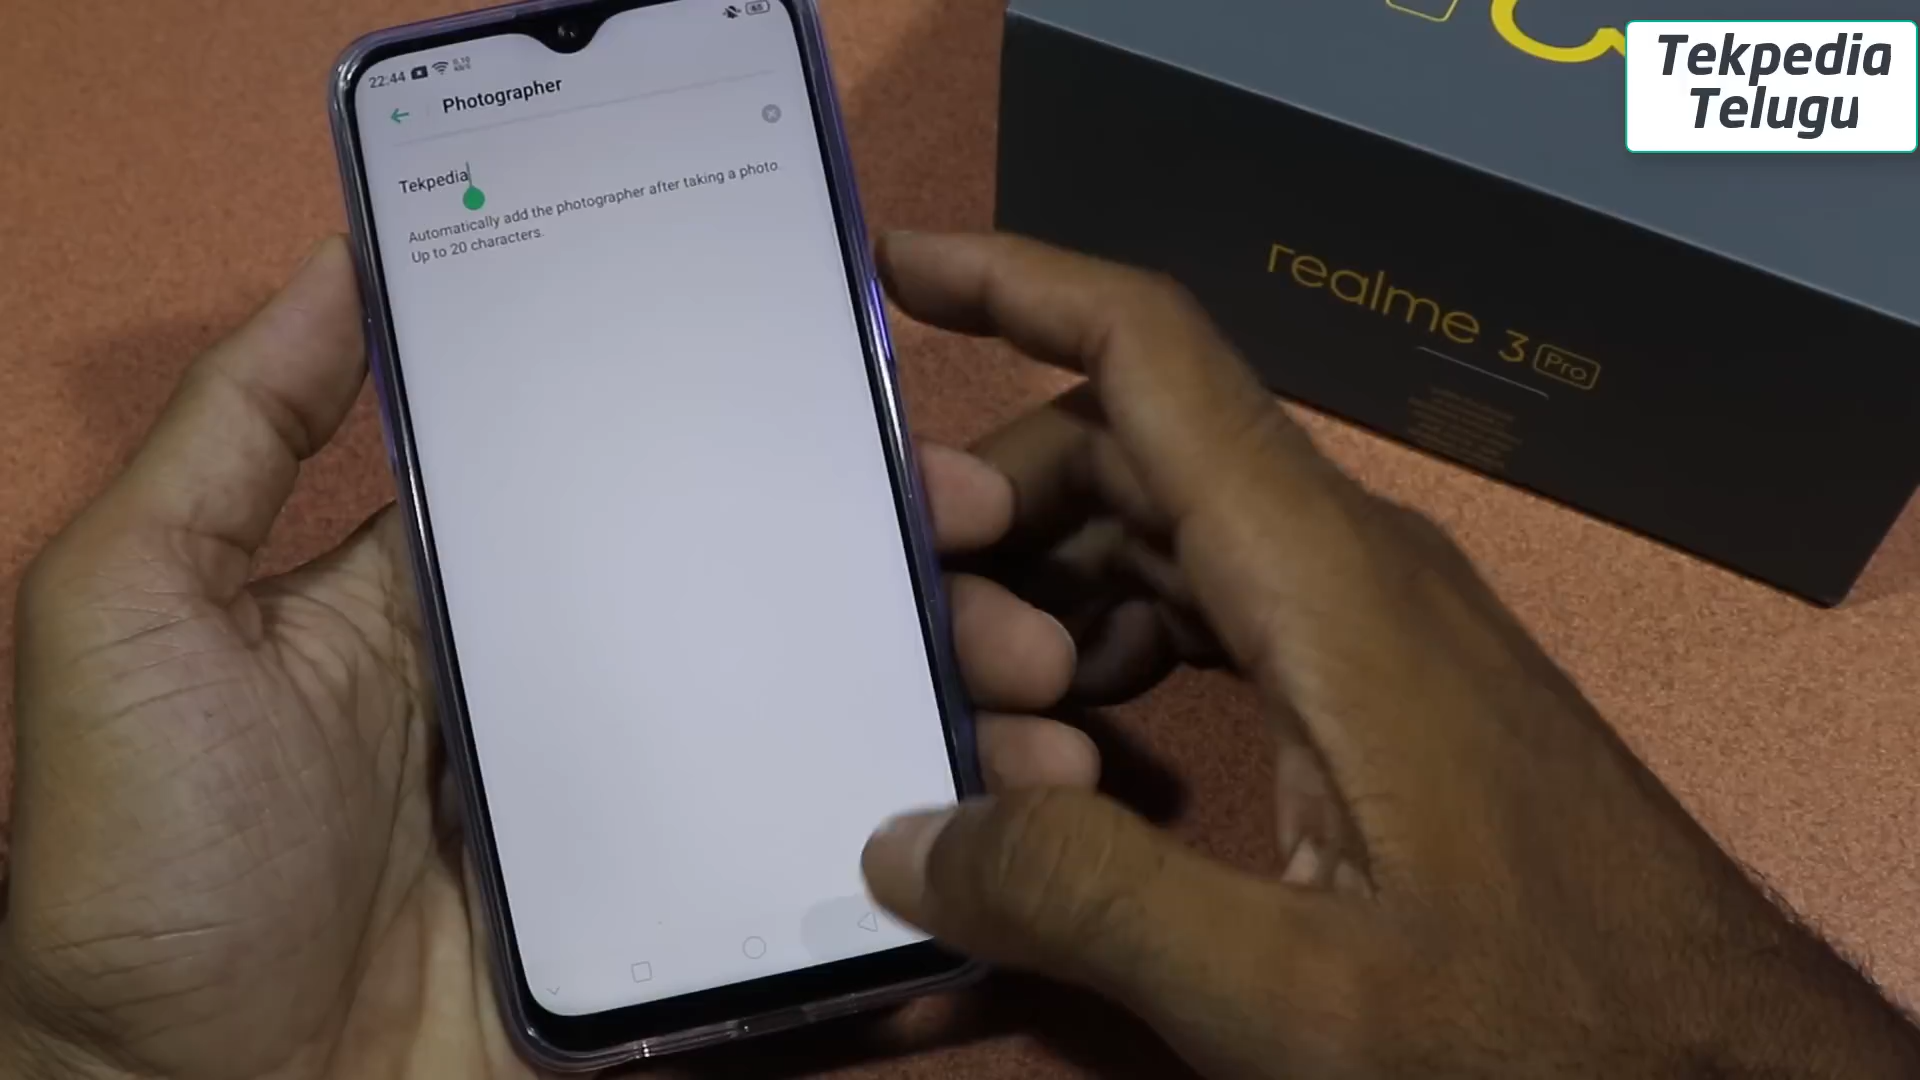 Tekpedia
Telugu
22:44
65
Photographer
Tekpedia
Automatically add the photographer after taking a photo.
Up to 20 characters.
realme 3 Pro